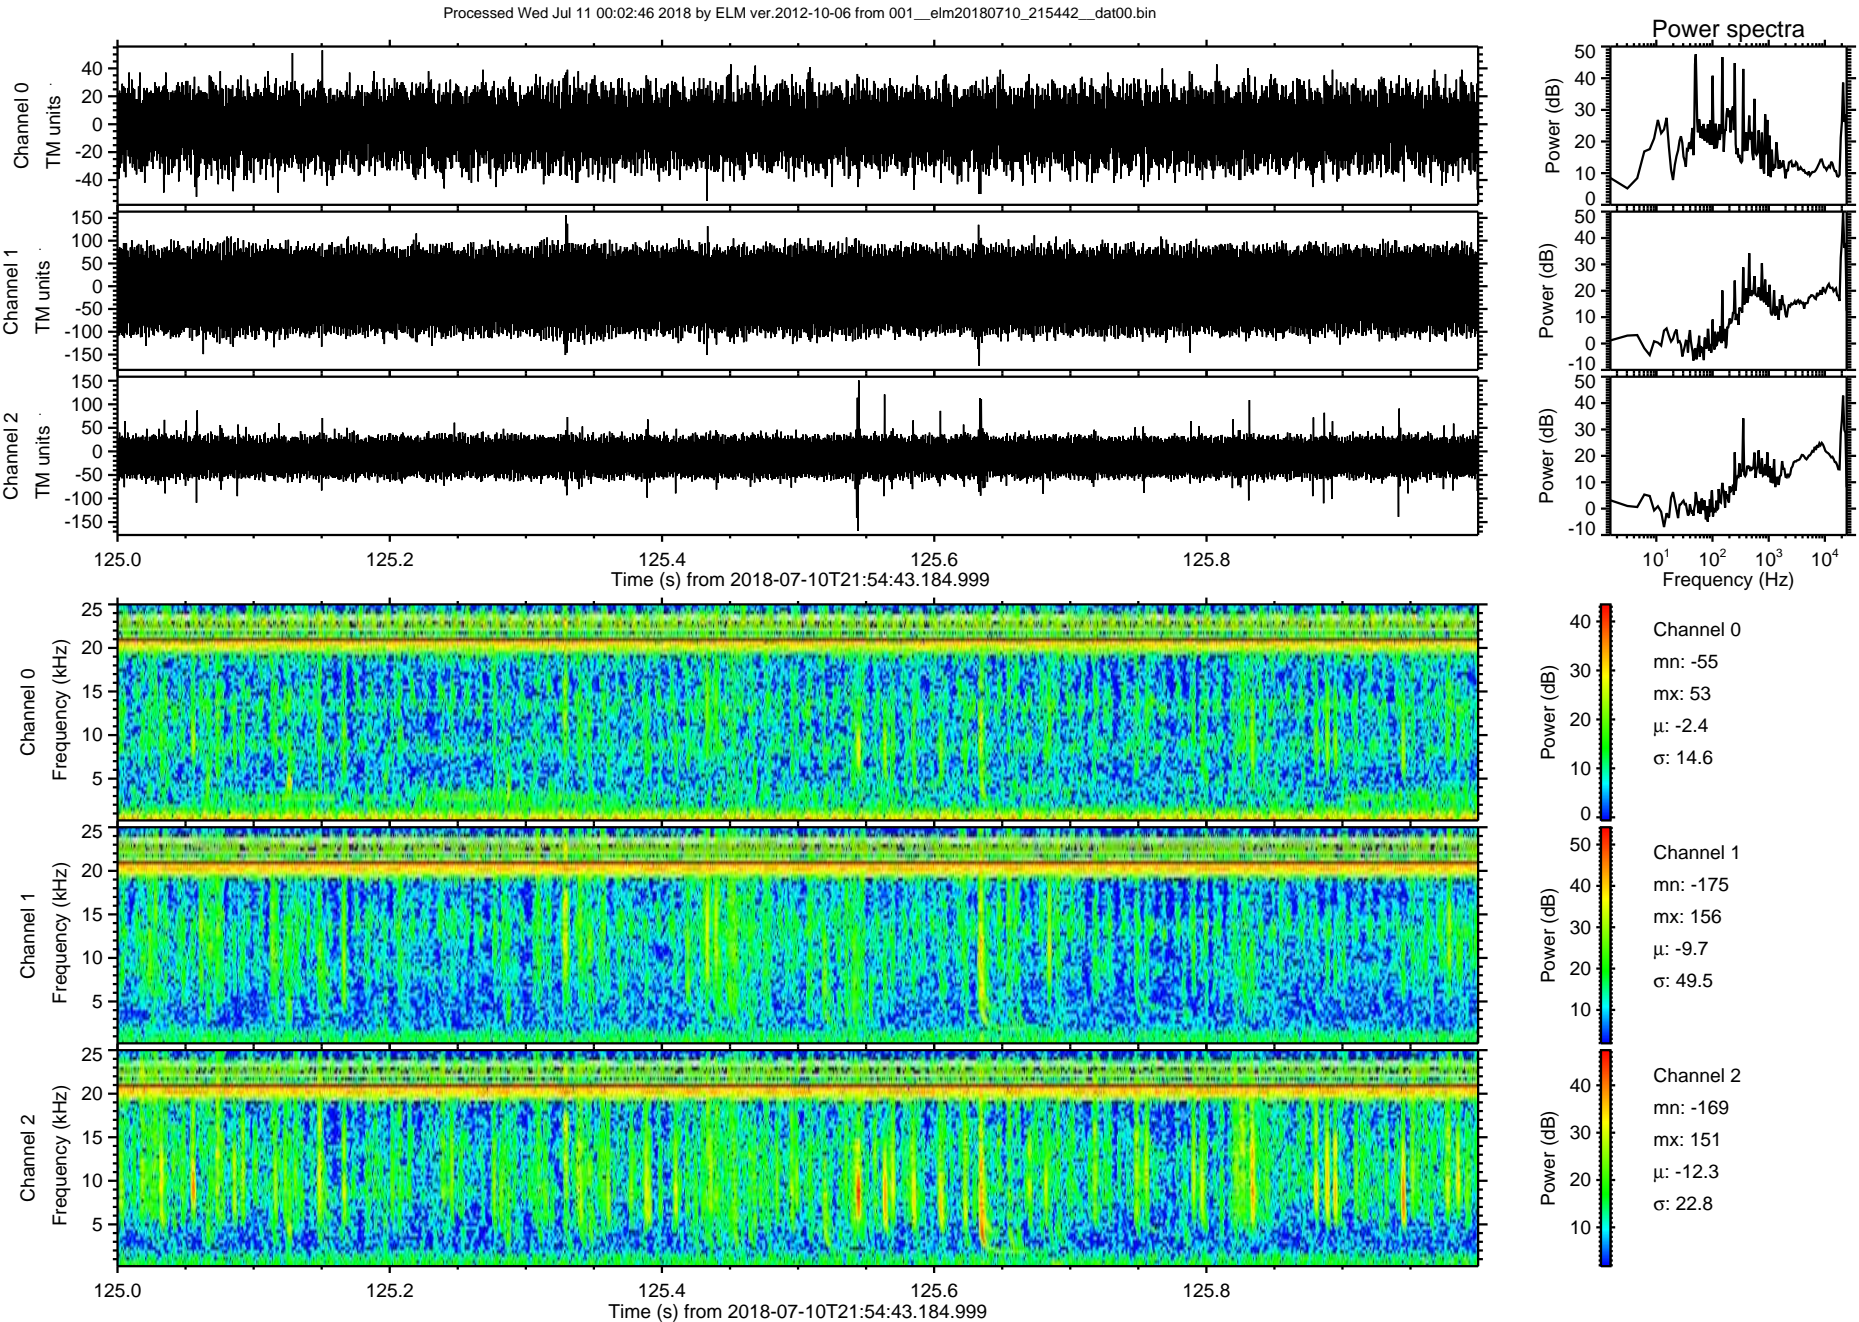 Processed Wed Jul 11 00:02:46 2018 by ELM ver.2012-10-06 from 001__elm20180710_215442__dat00.bin
Power spectra
Channel 0
TM units
40
20
0
-20
-40
Power (dB)
50
40
30
20
10
0
Channel 1
TM units
150
100
50
0
-50
-100
-150
Power (dB)
50
40
30
20
10
0
-10
Channel 2
TM units
150
100
50
0
-50
-100
-150
Power (dB)
50
40
30
20
10
0
-10
125.0 125.2 125.4 125.6 125.8
Time (s) from 2018-07-10T21:54:43.184.999
10^1 10^2 10^3 10^4
Frequency (Hz)
Channel 0
Frequency (kHz)
25
20
15
10
5
Power (dB)
40
30
20
10
0
Channel 0
mn: -55
mx: 53
μ: -2.4
σ: 14.6
Channel 1
Frequency (kHz)
25
20
15
10
5
Power (dB)
50
40
30
20
10
Channel 1
mn: -175
mx: 156
μ: -9.7
σ: 49.5
Channel 2
Frequency (kHz)
25
20
15
10
5
Power (dB)
40
30
20
10
Channel 2
mn: -169
mx: 151
μ: -12.3
σ: 22.8
125.0 125.2 125.4 125.6 125.8
Time (s) from 2018-07-10T21:54:43.184.999